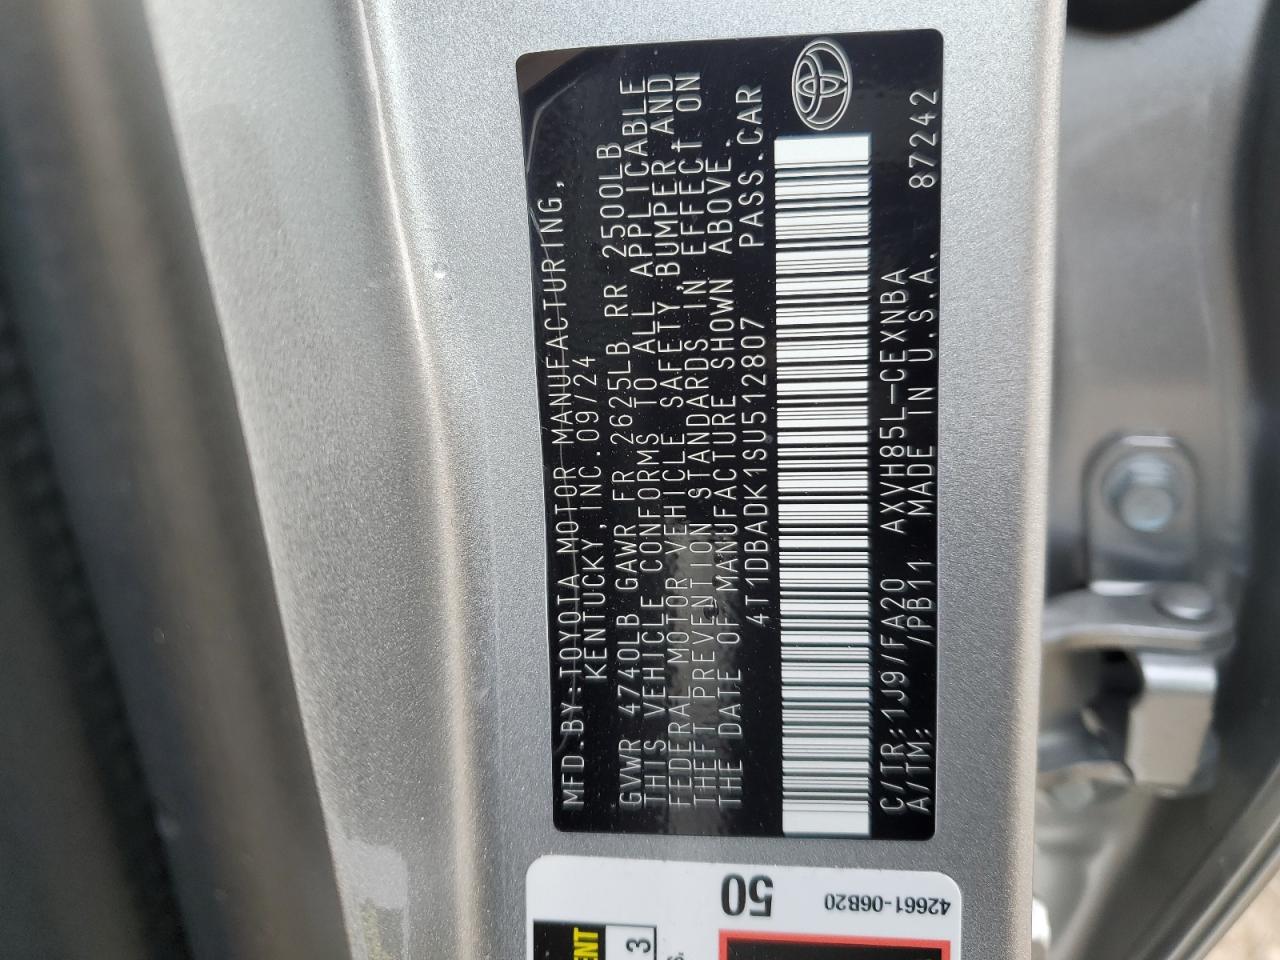 MFD.BY:TOYOTA MOTOR MANUFACTURING,
KENTUCKY, INC.09/24
GVWR 4740LB GAWR FR 2625LB RR 2500LB
THIS VEHICLE CONFORMS TO ALL APPLICABLE
FEDERAL MOTOR VEHICLE SAFETY, BUMPER AND
THEFT PREVENTION STANDARDS IN EFFECT ON
THE DATE OF MANUFACTURE SHOWN ABOVE.
4T1DBADK1SU512807 PASS.CAR
C/TR:1J9/FA20 AXVH85L-CEXNBA
A/TM: /PB11 MADE IN U.S.A. 87242
50
42661-06B20
3